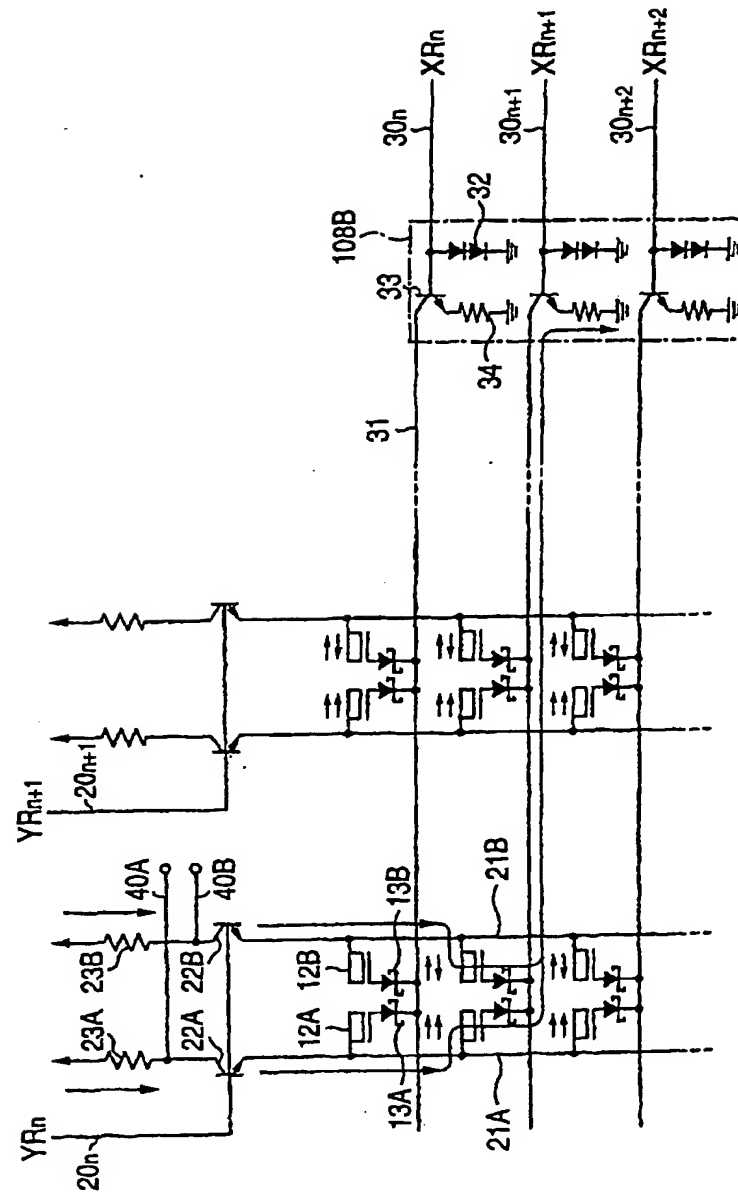 YRn
20n
23A
23B
40A
40B
22A
22B
YRn+1
20n+1
12A
12B
13A
13B
21A
21B
31
33
108B
32
34
30n
XRn
30n+1
XRn+1
30n+2
XRn+2